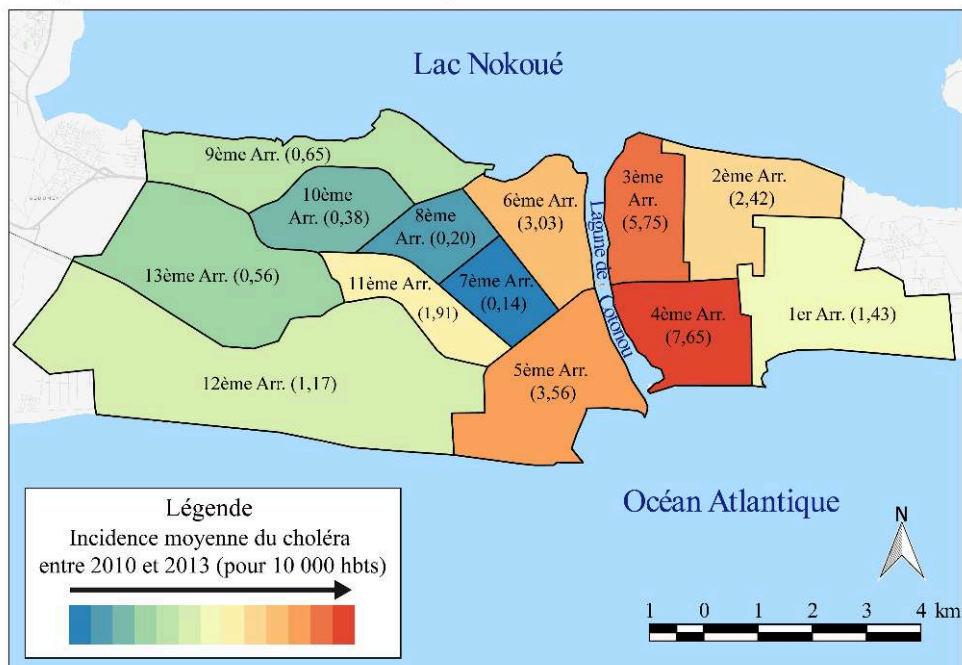 Lac Nokoué
9ème Arr. (0,65)
10ème
Arr. (0,38)
8ème
Arr. (0,20)
6ème Arr.
(3,03)
3ème
Arr.
(5,75)
2ème Arr.
(2,42)
13ème Arr. (0,56)
11ème Arr.
(1,91)
7ème Arr.
(0,14)
Lagune de Cotonou
4ème Arr.
(7,65)
1er Arr. (1,43)
12ème Arr. (1,17)
5ème Arr.
(3,56)
Océan Atlantique
Légende
Incidence moyenne du choléra
entre 2010 et 2013 (pour 10 000 hbts)
N
1 0 1 2 3 4 km